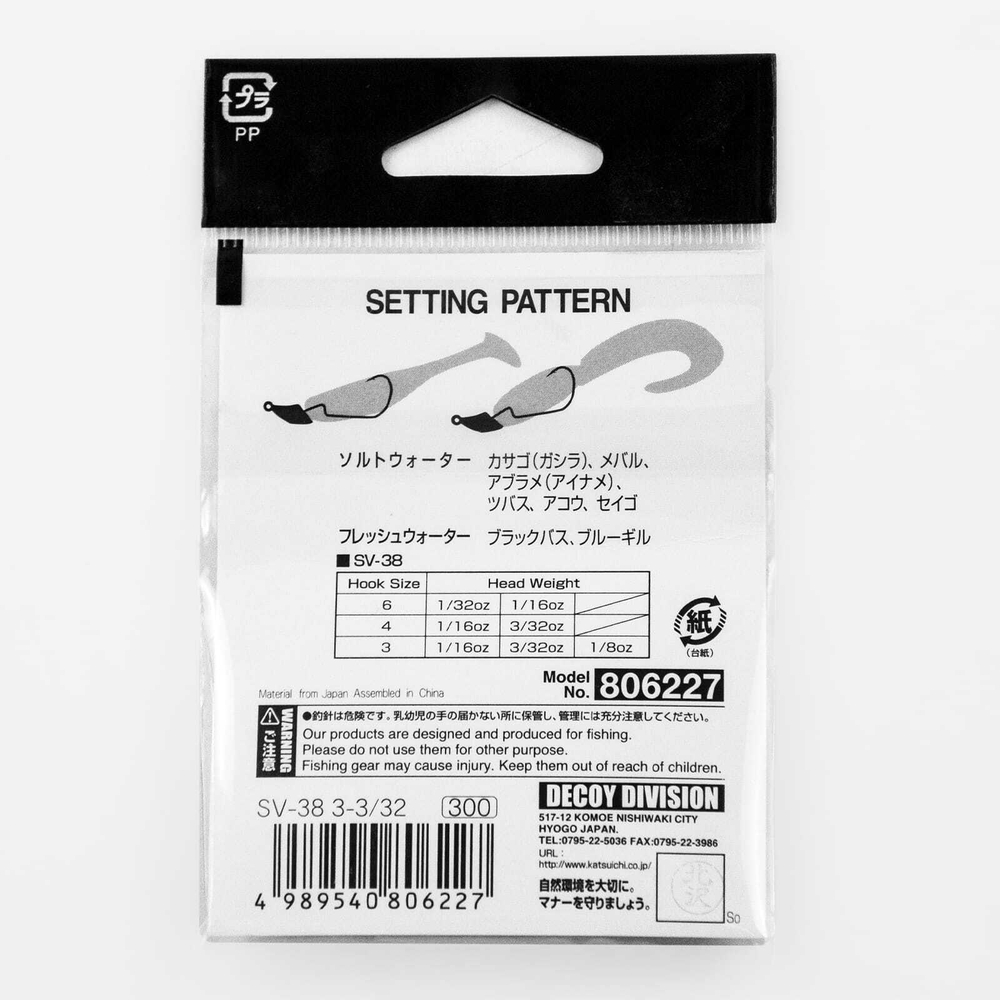 プラ
PP
SETTING PATTERN
ソルトウォーター カサゴ(ガシラ)、メバル、
アブラメ(アイナメ)、
ツバス、アコウ、セイゴ
フレッシュウォーター ブラックバス、ブルーギル
■SV-38
Hook Size Head Weight
6 1/32oz 1/16oz
4 1/16oz 3/32oz
3 1/16oz 3/32oz 1/8oz
紙
(台紙)
Model No. 806227
Material from Japan Assembled in China
WARNING
ご注意
●釣針は危険です。乳幼児の手の届かない所に保管し、管理には充分注意してください。
Our products are designed and produced for fishing.
Please do not use them for other purpose.
Fishing gear may cause injury. Keep them out of reach of children.
SV-38 3-3/32 300
4 989540 806227
DECOY DIVISION
517-12 KOMOE NISHIWAKI CITY
HYOGO JAPAN.
TEL:0795-22-5036 FAX:0795-22-3986
URL :
http://www.katsuichi.co.jp/
自然環境を大切に。
マナーを守りましょう。
北沢
So